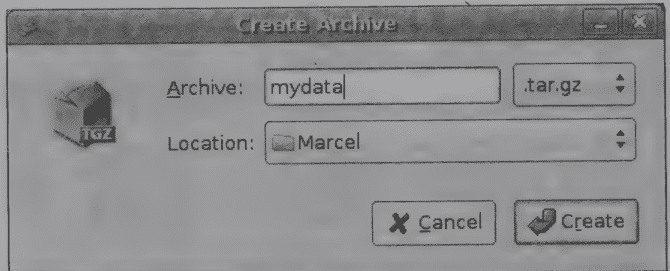 Create Archive
Archive: mydata .tar.gz
TGZ
Location: Marcel
Cancel Create